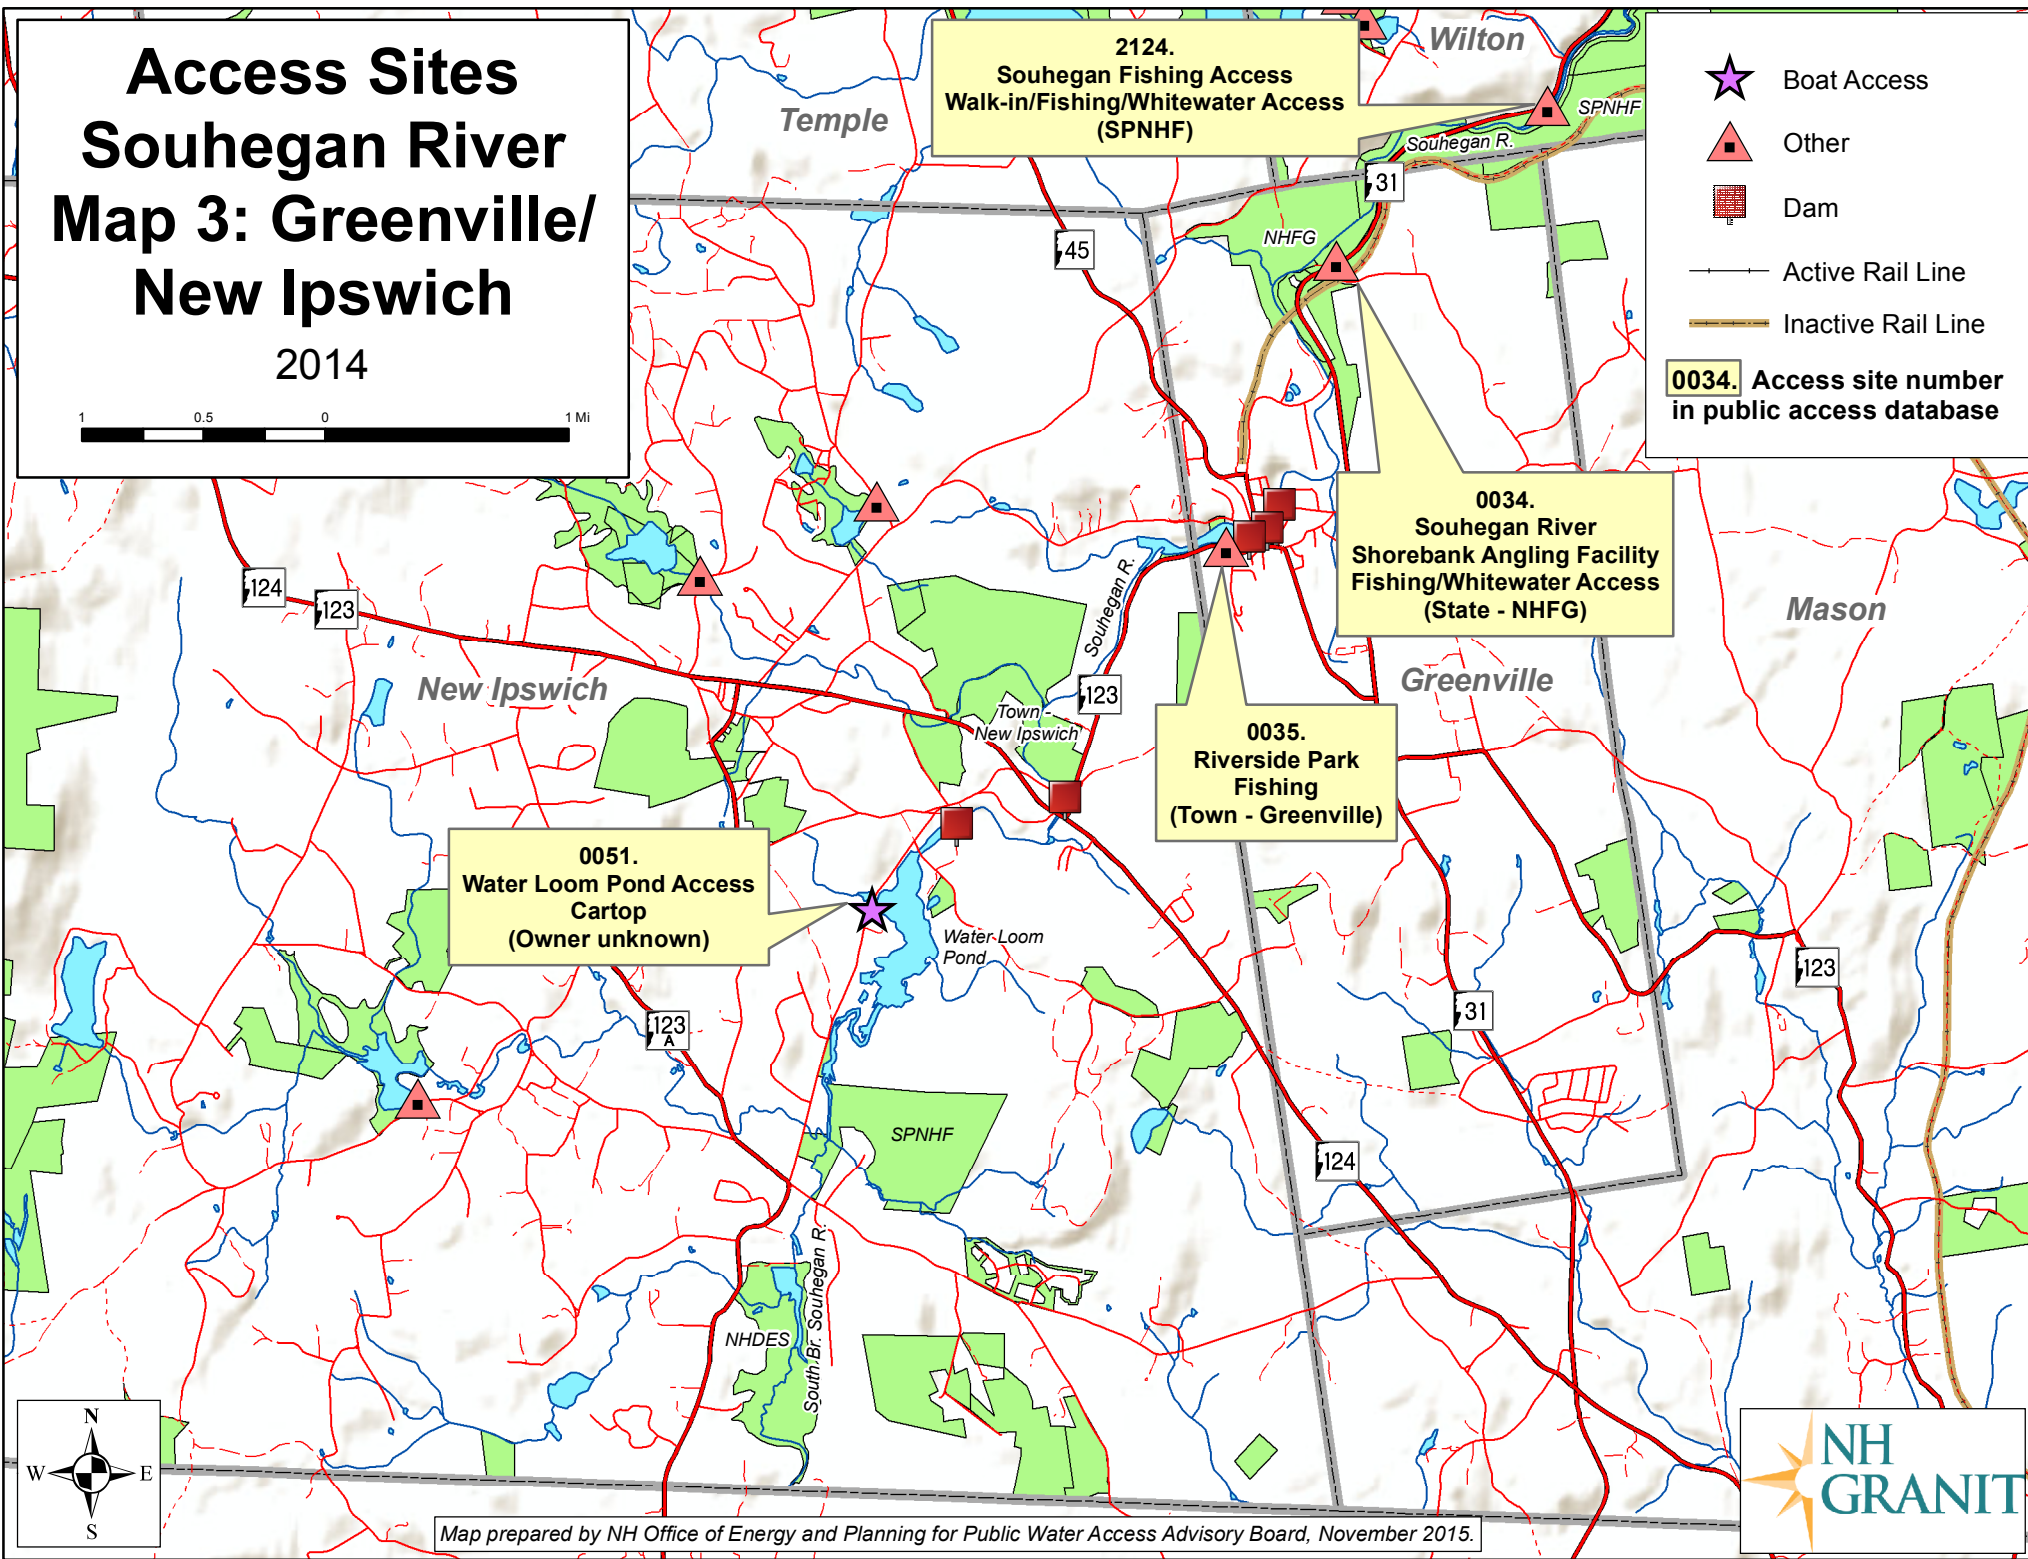 Access Sites
Souhegan River
Map 3: Greenville/
New Ipswich
2014
1
0.5
0
1 Mi
2124.
Souhegan Fishing Access
Walk-in/Fishing/Whitewater Access
(SPNHF)
Wilton
Temple
SPNHF
Souhegan R.
31
NHFG
45
Boat Access
Other
Dam
Active Rail Line
Inactive Rail Line
0034. Access site number
in public access database
0034.
Souhegan River
Shorebank Angling Facility
Fishing/Whitewater Access
(State - NHFG)
124
123
Souhegan R.
Mason
New Ipswich
Greenville
123
Town -
New Ipswich
0035.
Riverside Park
Fishing
(Town - Greenville)
0051.
Water Loom Pond Access
Cartop
(Owner unknown)
Water Loom
Pond
123
123
A
31
SPNHF
124
South Br. Souhegan R.
NHDES
N
W
E
S
NH
GRANIT
Map prepared by NH Office of Energy and Planning for Public Water Access Advisory Board, November 2015.